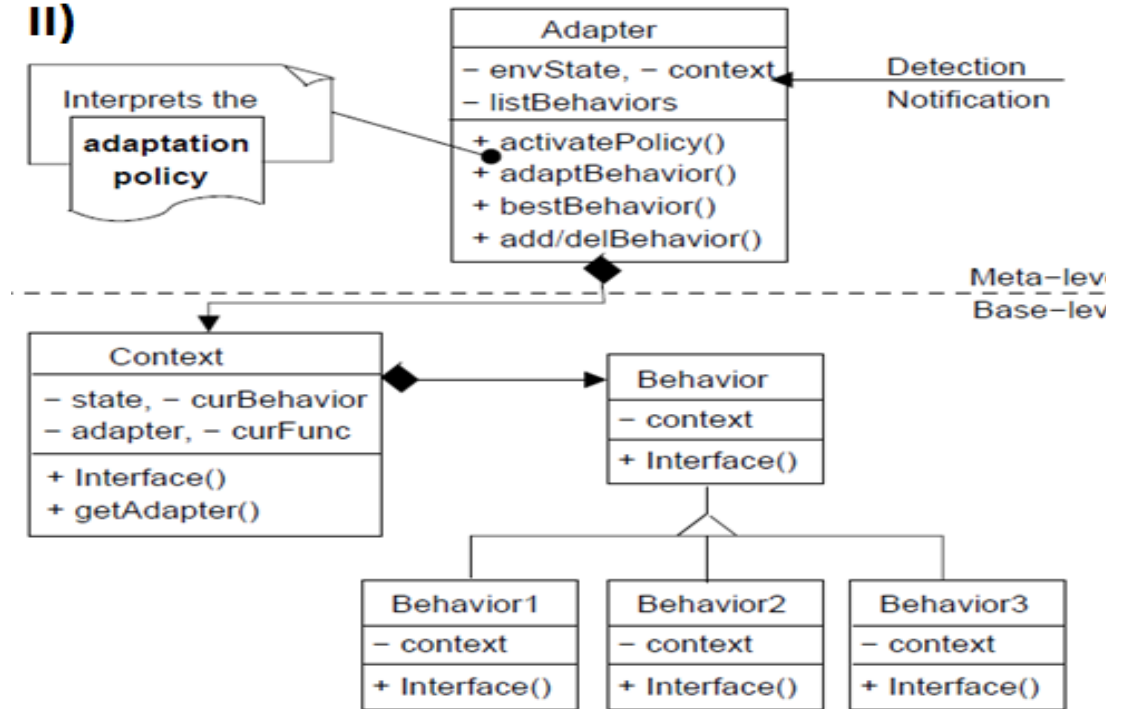 II)
Adapter
− envState, − context
− listBehaviors
+ activatePolicy()
+ adaptBehavior()
+ bestBehavior()
+ add/delBehavior()
Detection
Notification
Interprets the
adaptation
policy
Meta−lev
Base−lev
Context
− state, − curBehavior
− adapter, − curFunc
+ Interface()
+ getAdapter()
Behavior
− context
+ Interface()
Behavior1
− context
+ Interface()
Behavior2
− context
+ Interface()
Behavior3
− context
+ Interface()